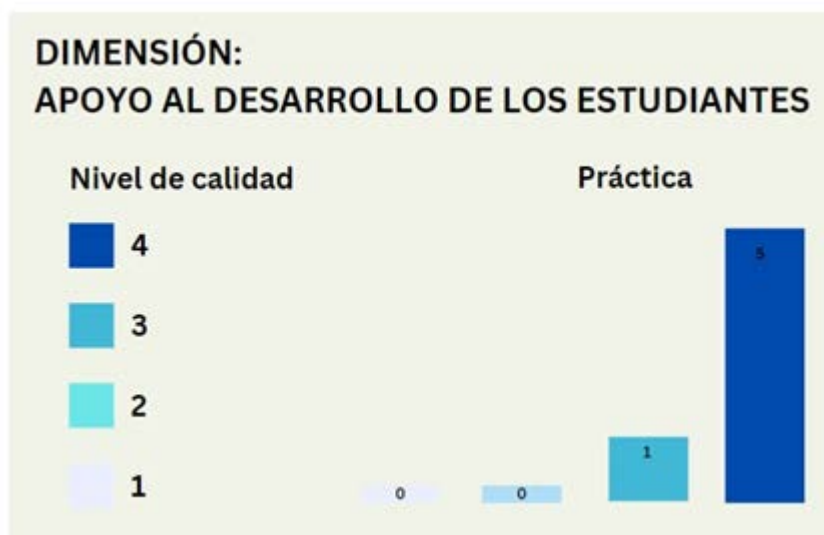 DIMENSIÓN:
APOYO AL DESARROLLO DE LOS ESTUDIANTES
Nivel de calidad
Práctica
4
3
2
1
0
0
1
5